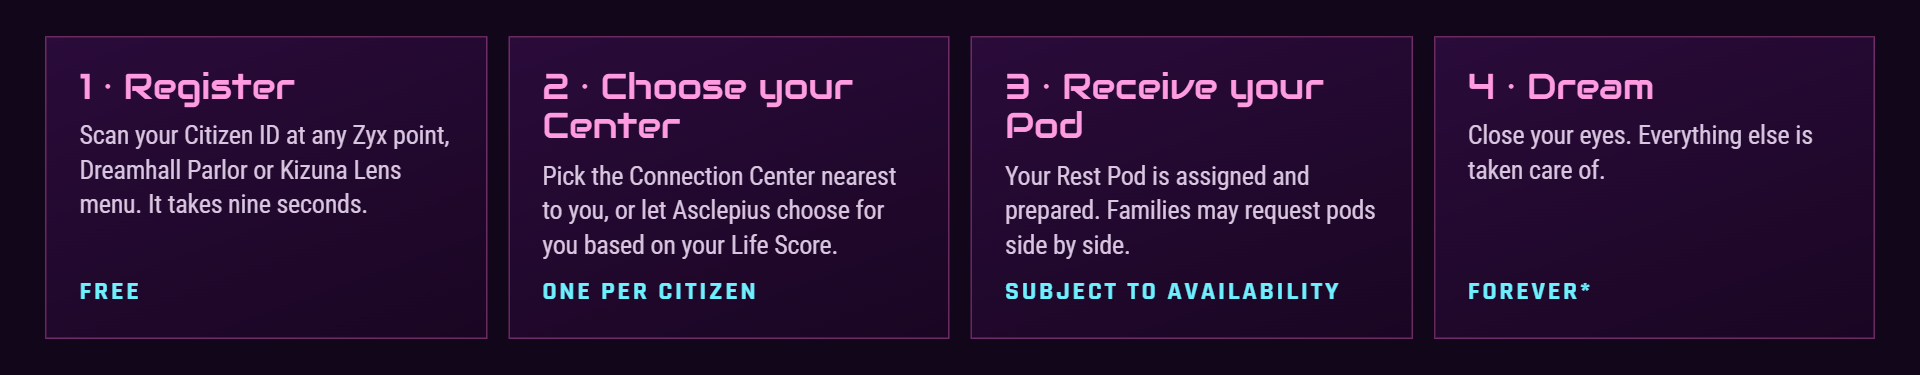 1 · Register
Scan your Citizen ID at any Zyx point,
Dreamhall Parlor or Kizuna Lens
menu. It takes nine seconds.
FREE
2 · Choose your
Center
Pick the Connection Center nearest
to you, or let Asclepius choose for
you based on your Life Score.
ONE PER CITIZEN
3 · Receive your
Pod
Your Rest Pod is assigned and
prepared. Families may request pods
side by side.
SUBJECT TO AVAILABILITY
4 · Dream
Close your eyes. Everything else is
taken care of.
FOREVER*